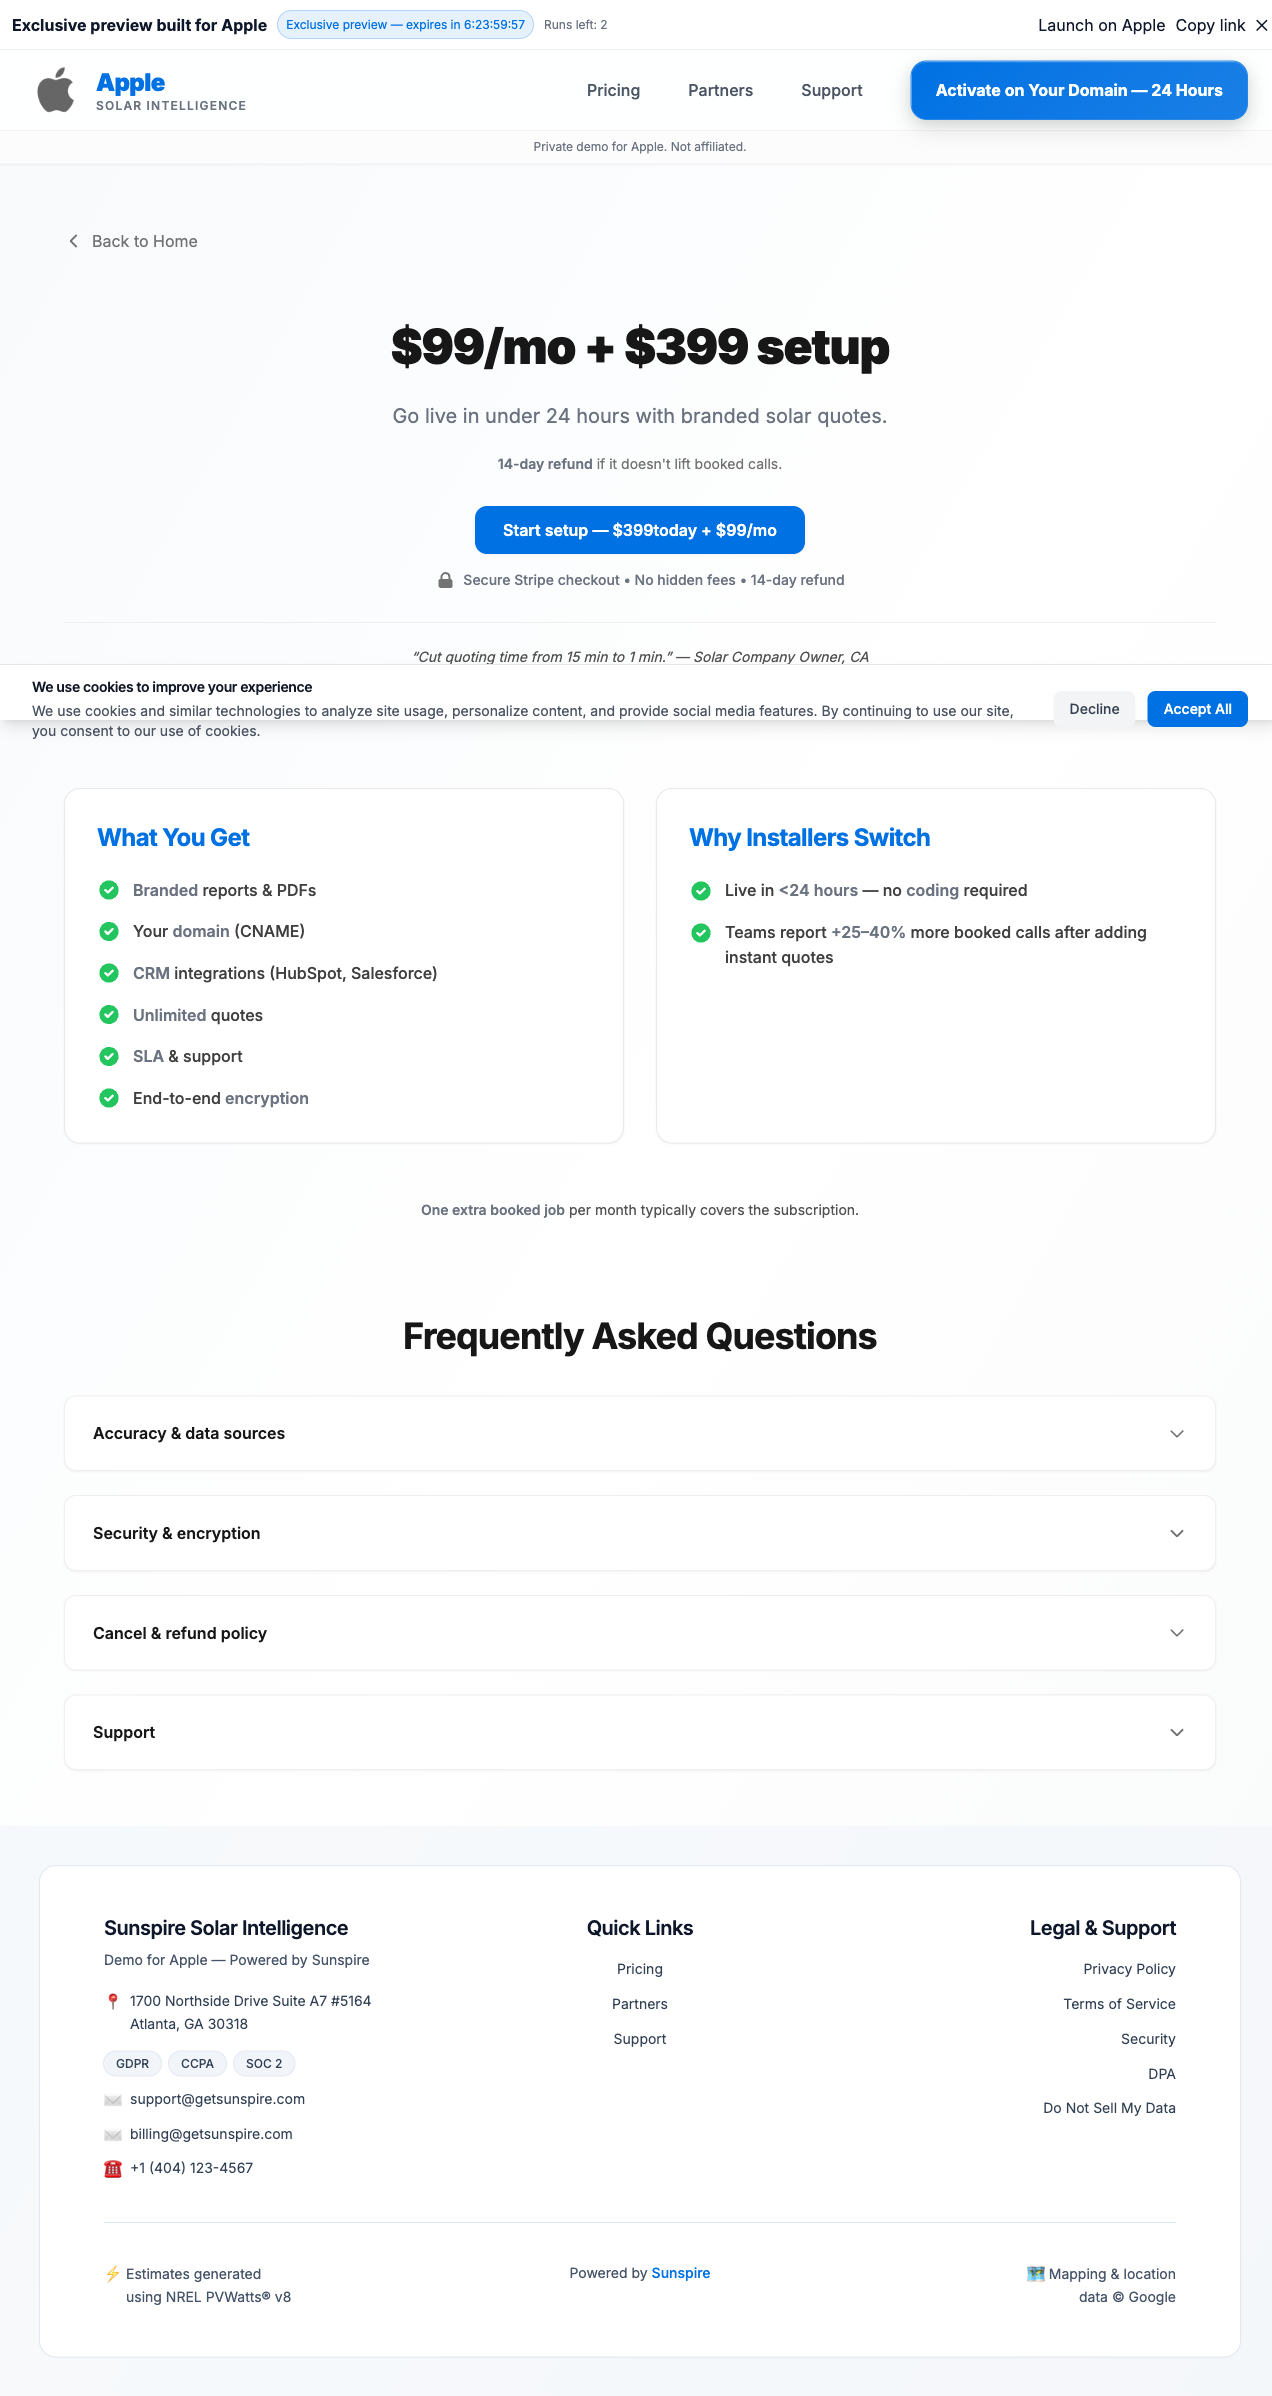 Exclusive preview built for Apple
Exclusive preview — expires in 6:23:59:57
Runs left: 2
Launch on Apple
Copy link
Apple
SOLAR INTELLIGENCE
Pricing
Partners
Support
Activate on Your Domain — 24 Hours
Private demo for Apple. Not affiliated.
Back to Home
$99/mo + $399 setup
Go live in under 24 hours with branded solar quotes.
14-day refund if it doesn't lift booked calls.
Start setup — $399today + $99/mo
Secure Stripe checkout • No hidden fees • 14-day refund
“Cut quoting time from 15 min to 1 min.” — Solar Company Owner, CA
We use cookies to improve your experience
We use cookies and similar technologies to analyze site usage, personalize content, and provide social media features. By continuing to use our site,
you consent to our use of cookies.
Decline
Accept All
What You Get
Branded reports & PDFs
Your domain (CNAME)
CRM integrations (HubSpot, Salesforce)
Unlimited quotes
SLA & support
End-to-end encryption
Why Installers Switch
Live in <24 hours — no coding required
Teams report +25–40% more booked calls after adding
instant quotes
One extra booked job per month typically covers the subscription.
Frequently Asked Questions
Accuracy & data sources
Security & encryption
Cancel & refund policy
Support
Sunspire Solar Intelligence
Demo for Apple — Powered by Sunspire
1700 Northside Drive Suite A7 #5164
Atlanta, GA 30318
GDPR
CCPA
SOC 2
support@getsunspire.com
billing@getsunspire.com
+1 (404) 123-4567
Quick Links
Pricing
Partners
Support
Legal & Support
Privacy Policy
Terms of Service
Security
DPA
Do Not Sell My Data
Estimates generated
using NREL PVWatts® v8
Powered by Sunspire
Mapping & location
data © Google